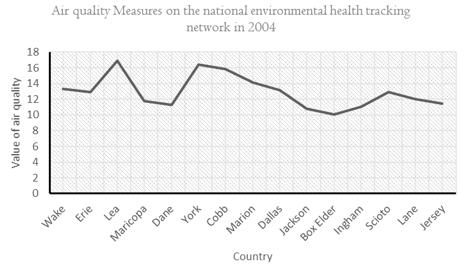 Air quality Measures on the national environmental health tracking
network in 2004
Value of air quality
18
16
14
12
10
8
6
4
2
0
Wake
Erie
Lea
Maricopa
Dane
York
Cobb
Marion
Dallas
Jackson
Box Elder
Ingham
Scioto
Lane
Jersey
Country